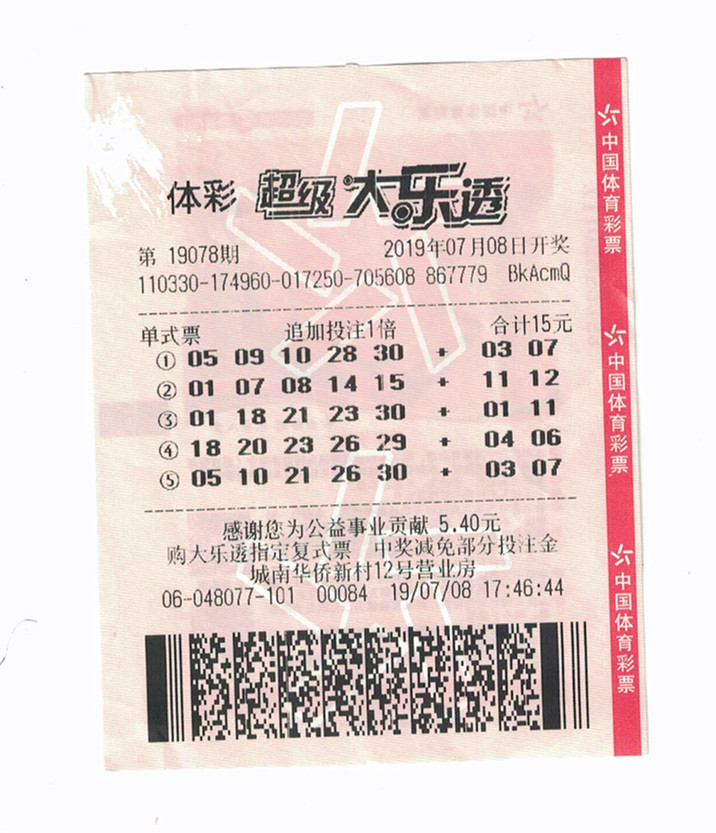 体彩 超级大乐透
第 19078期 2019年07月08日开奖
110330-174960-017250-705608 867779 BkAcmQ
单式票 追加投注1倍 合计15元
① 05 09 10 28 30 + 03 07
② 01 07 08 14 15 + 11 12
③ 01 18 21 23 30 + 01 11
④ 18 20 23 26 29 + 04 06
⑤ 05 10 21 26 30 + 03 07
感谢您为公益事业贡献 5.40元
购大乐透指定复式票 中奖减免部分投注金
城南华侨新村12号营业房
06-048077-101 00084 19/07/08 17:46:44
中国体育彩票
中国体育彩票
中国体育彩票